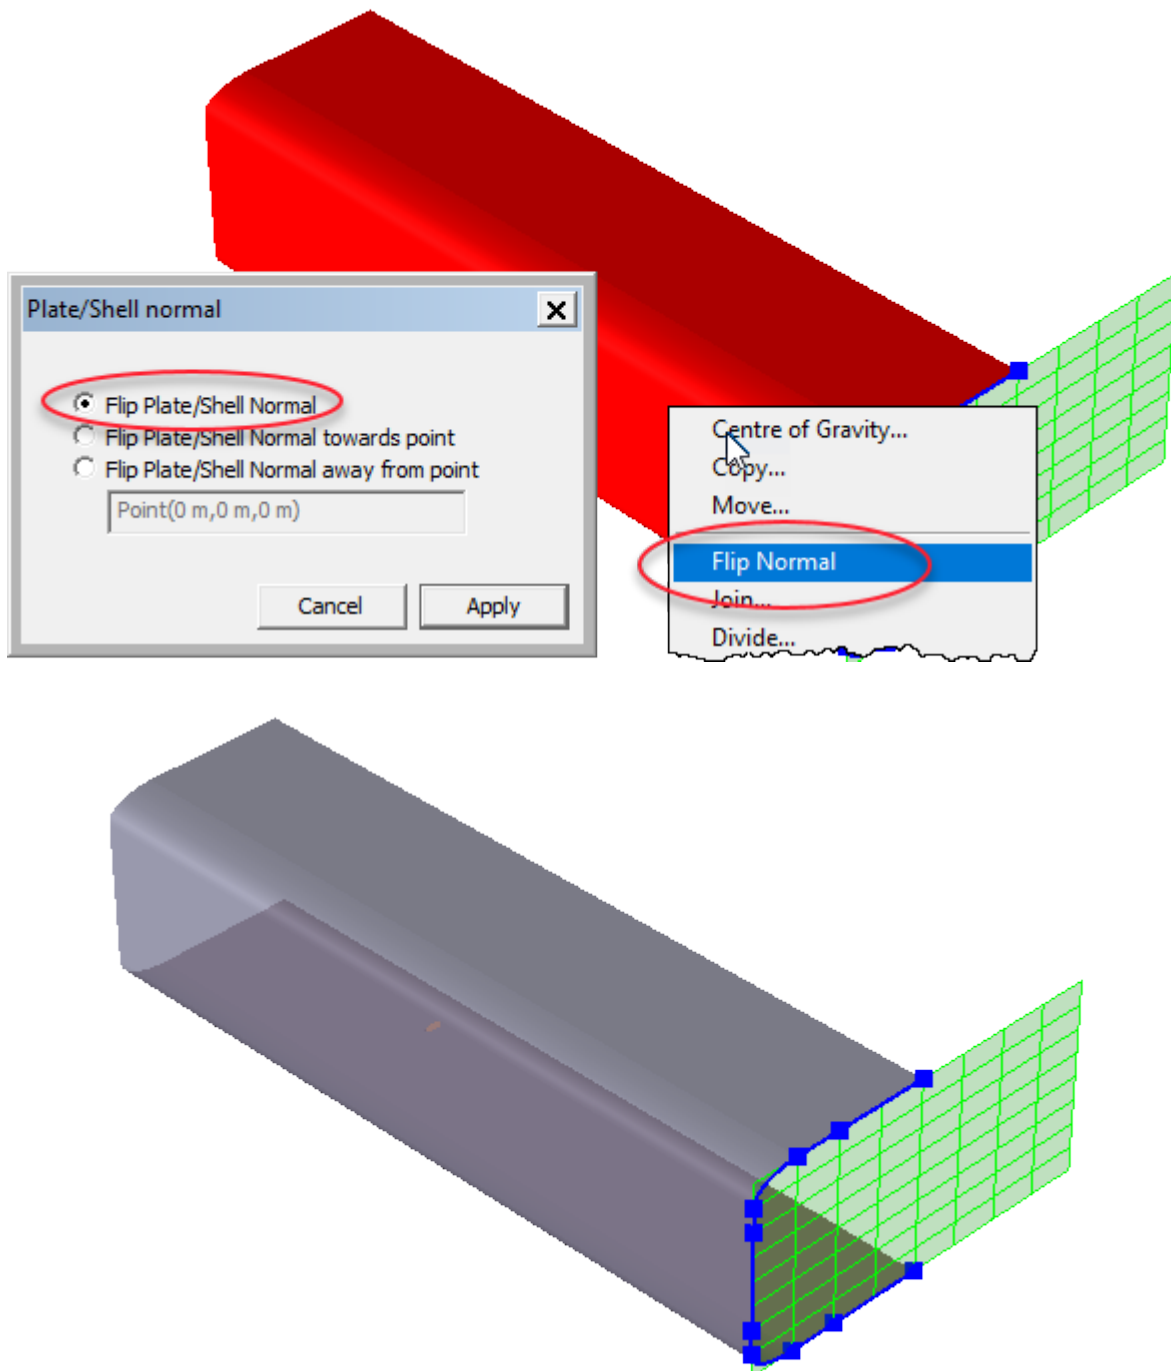 Plate/Shell normal
Flip Plate/Shell Normal
Flip Plate/Shell Normal towards point
Flip Plate/Shell Normal away from point
Point(0 m,0 m,0 m)
Cancel
Apply
Centre of Gravity...
Copy...
Move...
Flip Normal
Join...
Divide...